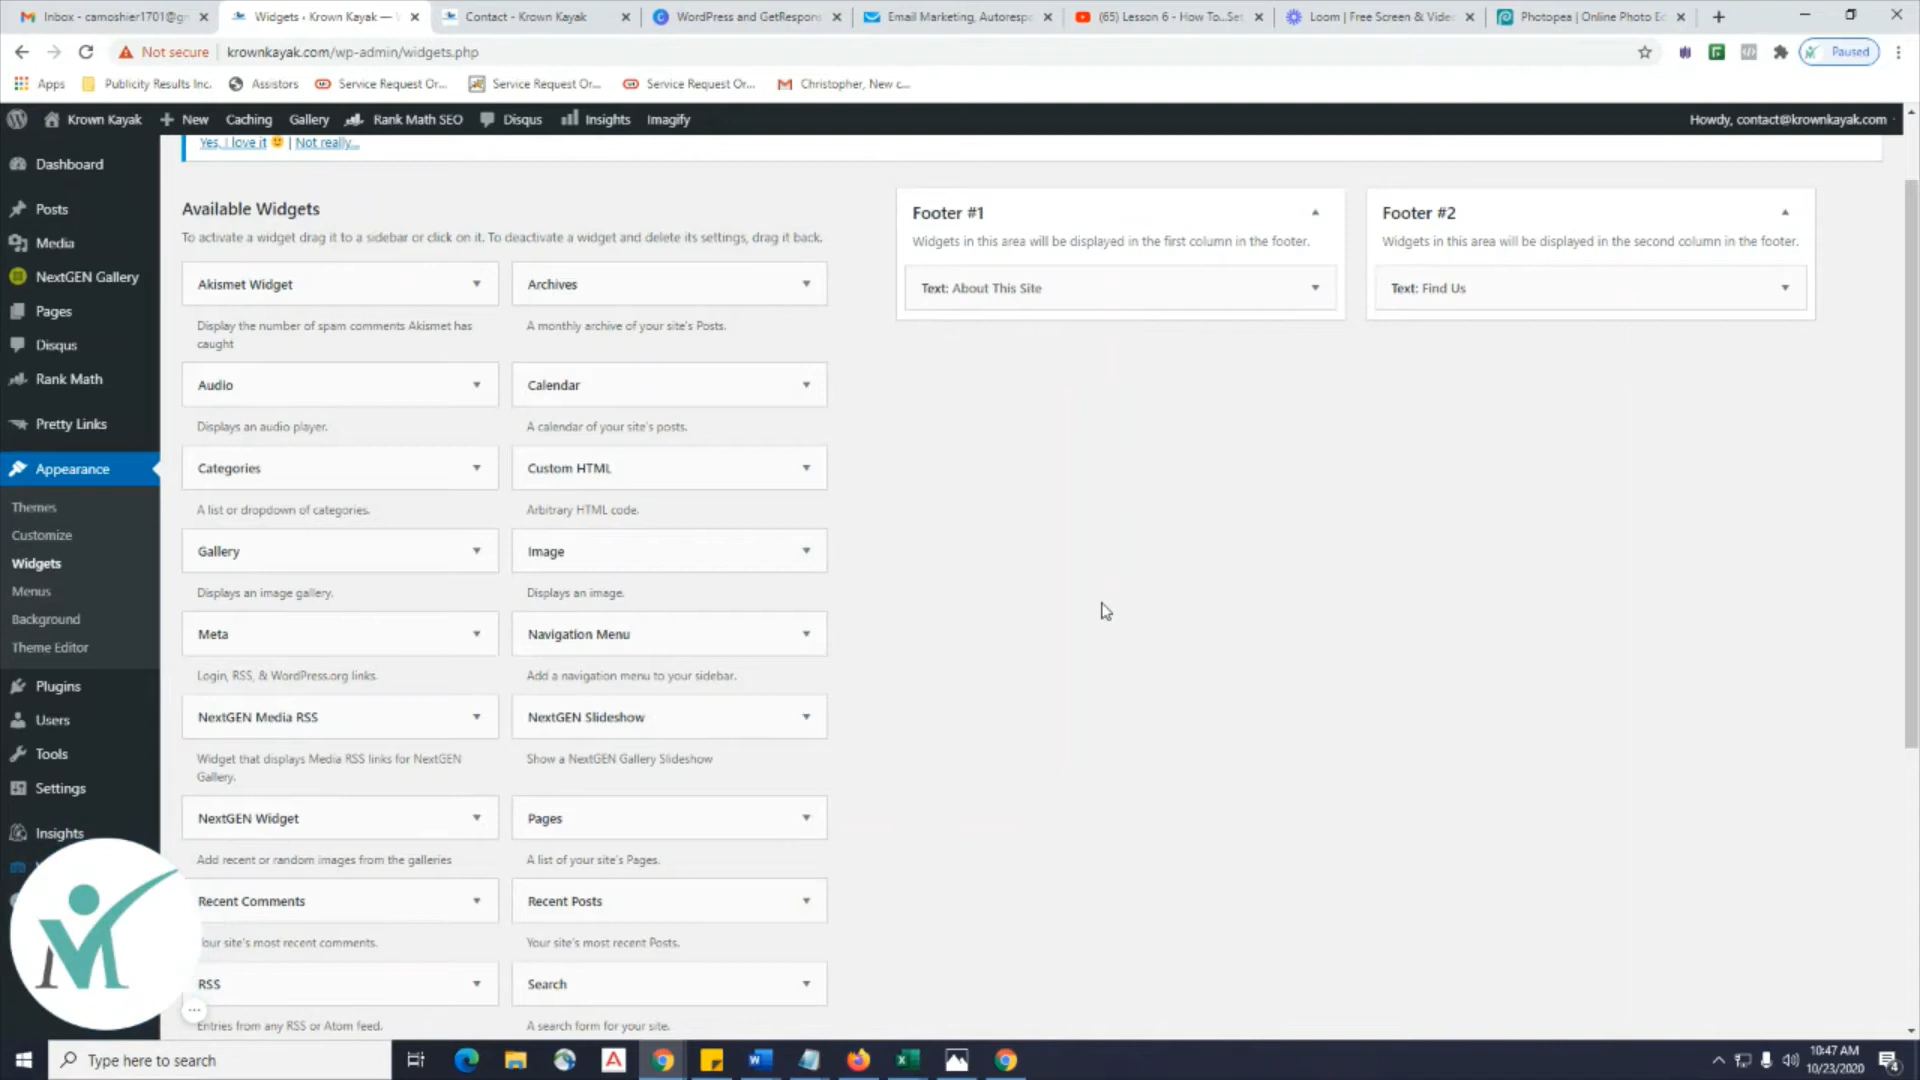 Inbox - camoshier1701@gm
Widgets ‹ Krown Kayak —
Contact - Krown Kayak
WordPress and GetRespons
Email Marketing, Autorespo
(65) Lesson 6 - How To...Set
Loom | Free Screen & Vide
Photopea | Online Photo Ed
Not secure
krownkayak.com/wp-admin/widgets.php
Paused
Apps
Publicity Results Inc.
Assistors
Service Request Or...
Service Request Or...
Service Request Or...
Christopher, New c...
Krown Kayak
New
Caching
Gallery
Rank Math SEO
Disqus
Insights
Imagify
Howdy, contact@krownkayak.com
Yes, I love it | Not really...
Dashboard
Posts
Media
NextGEN Gallery
Pages
Disqus
Rank Math
Pretty Links
Appearance
Themes
Customize
Widgets
Menus
Background
Theme Editor
Plugins
Users
Tools
Settings
Insights
Available Widgets
To activate a widget drag it to a sidebar or click on it. To deactivate a widget and delete its settings, drag it back.
Akismet Widget
Display the number of spam comments Akismet has
caught
Archives
A monthly archive of your site's Posts.
Audio
Displays an audio player.
Calendar
A calendar of your site's posts.
Categories
A list or dropdown of categories.
Custom HTML
Arbitrary HTML code.
Gallery
Displays an image gallery.
Image
Displays an image.
Meta
Login, RSS, & WordPress.org links.
Navigation Menu
Add a navigation menu to your sidebar.
NextGEN Media RSS
Widget that displays Media RSS links for NextGEN
Gallery.
NextGEN Slideshow
Show a NextGEN Gallery Slideshow
NextGEN Widget
Add recent or random images from the galleries
Pages
A list of your site's Pages.
Recent Comments
our site's most recent comments.
Recent Posts
Your site's most recent Posts.
RSS
Entries from any RSS or Atom feed.
Search
A search form for your site.
Footer #1
Widgets in this area will be displayed in the first column in the footer.
Text: About This Site
Footer #2
Widgets in this area will be displayed in the second column in the footer.
Text: Find Us
Type here to search
10:47 AM
10/23/2020
4